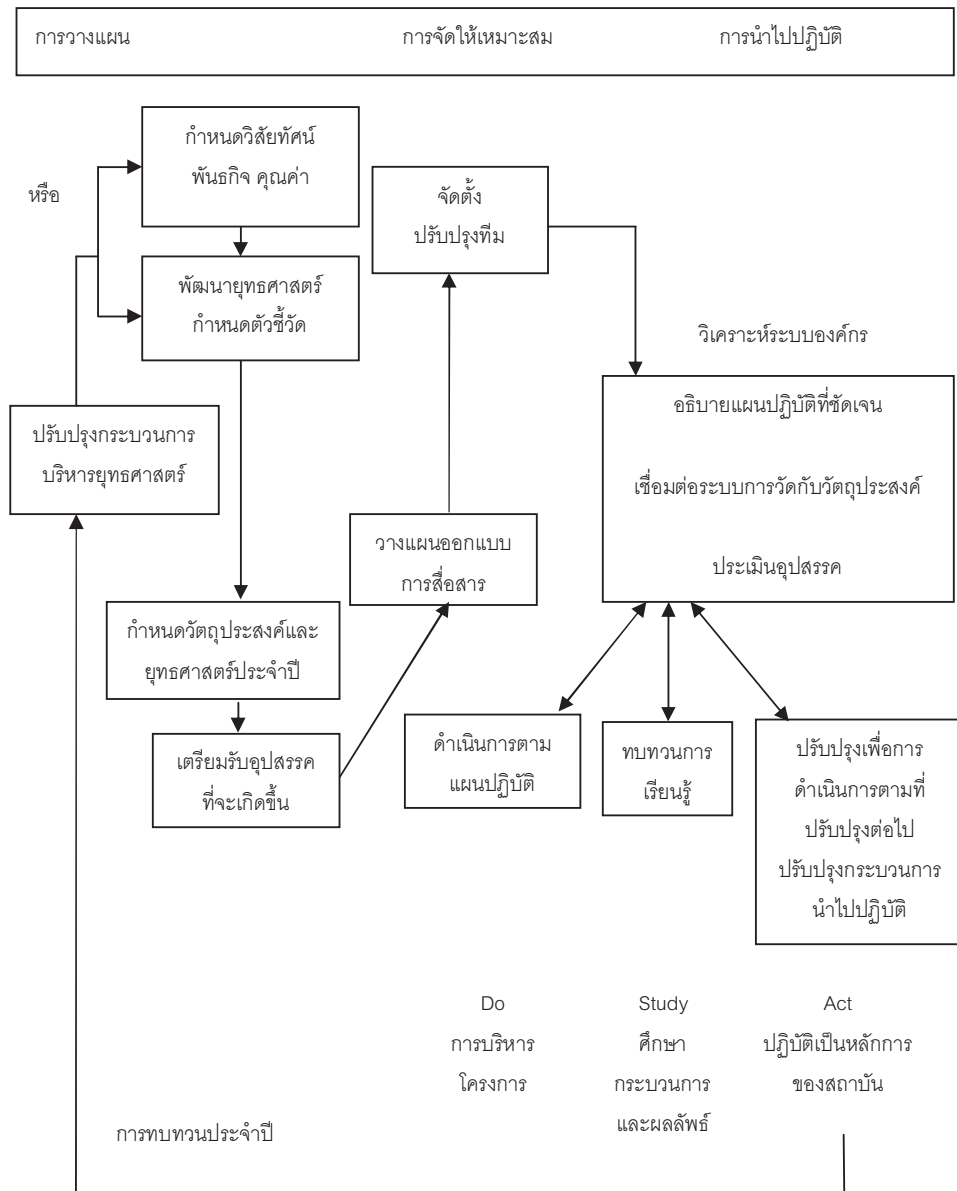 การวางแผน การจัดให้เหมาะสม การนำไปปฏิบัติ
กำหนดวิสัยทัศน์
พันธกิจ คุณค่า
หรือ
พัฒนายุทธศาสตร์
กำหนดตัวชี้วัด
ปรับปรุงกระบวนการ
บริหารยุทธศาสตร์
กำหนดวัตถุประสงค์และ
ยุทธศาสตร์ประจำปี
เตรียมรับอุปสรรค
ที่จะเกิดขึ้น
จัดตั้ง
ปรับปรุงทีม
วางแผนออกแบบ
การสื่อสาร
วิเคราะห์ระบบองค์กร
อธิบายแผนปฏิบัติที่ชัดเจน
เชื่อมต่อระบบการวัดกับวัตถุประสงค์
ประเมินอุปสรรค
ดำเนินการตาม
แผนปฏิบัติ
ทบทวนการ
เรียนรู้
ปรับปรุงเพื่อการ
ดำเนินการตามที่
ปรับปรุงต่อไป
ปรับปรุงกระบวนการ
นำไปปฏิบัติ
Do
การบริหาร
โครงการ
Study
ศึกษา
กระบวนการ
และผลลัพธ์
Act
ปฏิบัติเป็นหลักการ
ของสถาบัน
การทบทวนประจำปี